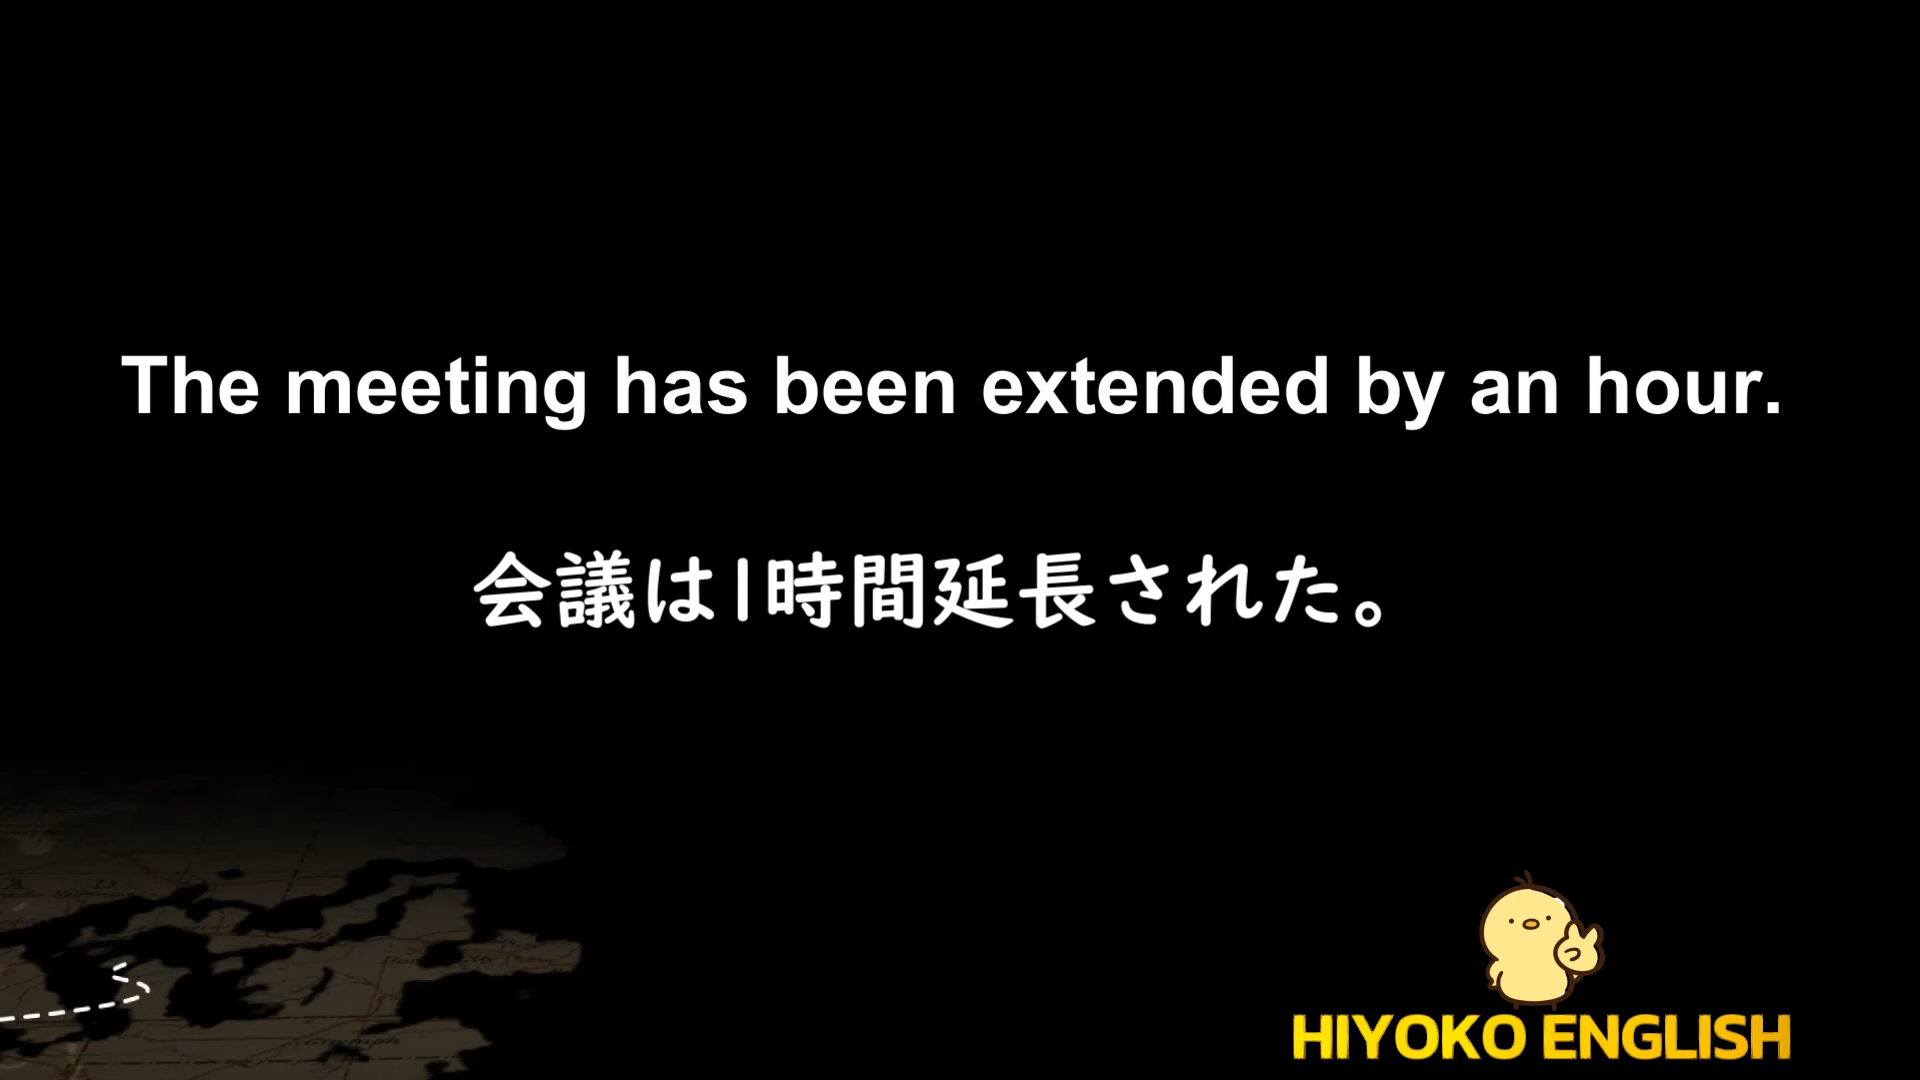 The meeting has been extended by an hour.
会議は1時間延長された。
HIYOKO ENGLISH